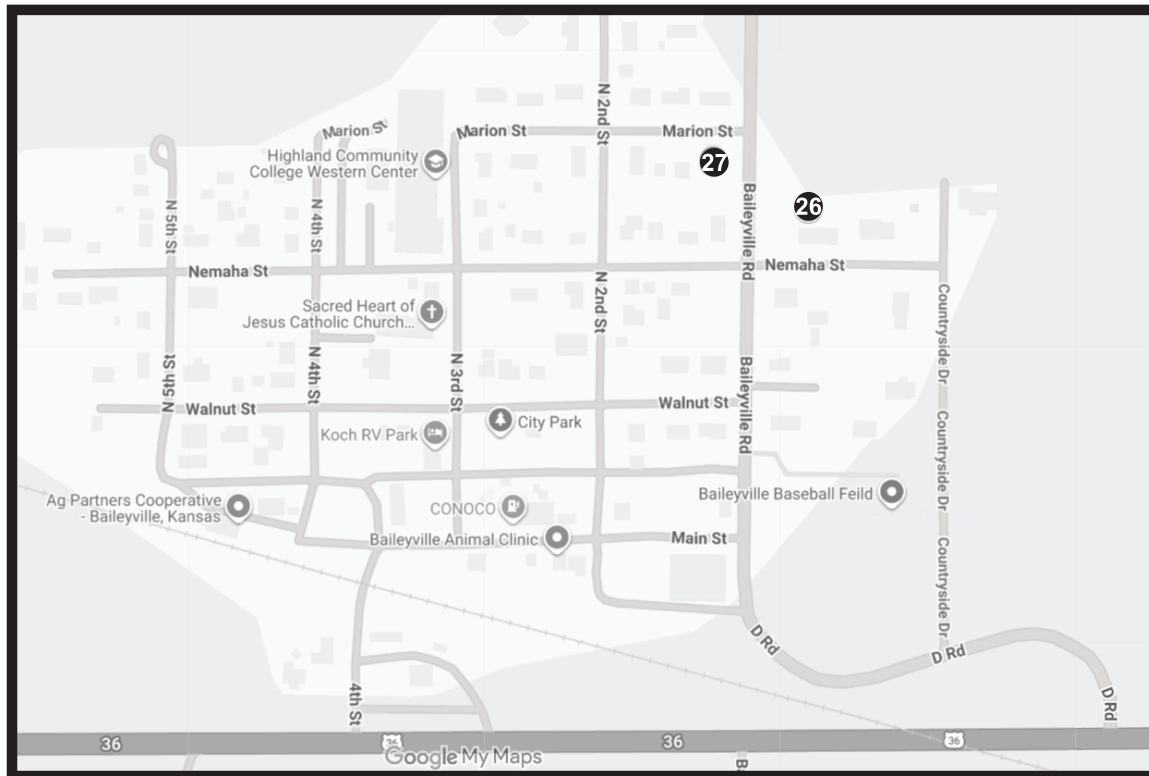 N 2nd St
Marion St
Marion St
Marion St
27
Highland Community
College Western Center
26
N 5th St
N 4th St
Baileyville Rd
Nemaha St
Nemaha St
N 2nd St
Countryside Dr
Sacred Heart of
Jesus Catholic Church...
N 5th St
N 4th St
N 3rd St
Baileyville Rd
Walnut St
Walnut St
City Park
Koch RV Park
Countryside Dr
Ag Partners Cooperative
- Baileyville, Kansas
CONOCO
Baileyville Baseball Feild
Baileyville Animal Clinic
Main St
Countryside Dr
D Rd
D Rd
4th St
D Rd
36
36
36
36
Google My Maps